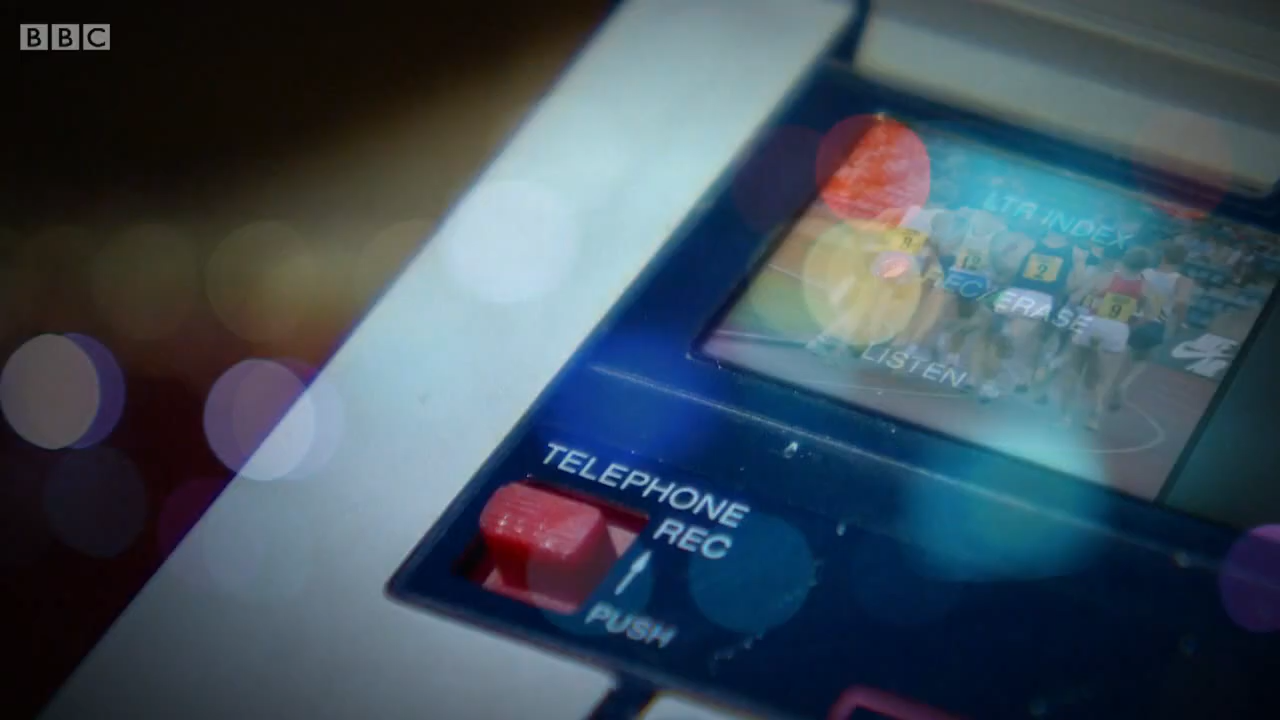 BBC
LTR INDEX
REC/ERASE
LISTEN
9
12
2
9
TELEPHONE
REC
PUSH